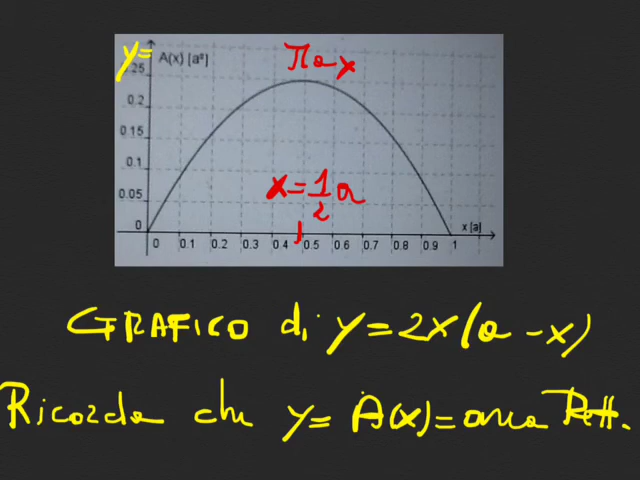 y=
A(x) [a²]
Max
0.25
0.2
0.15
0.1
0.05
0
x = 1/2 a
x [a]
0 0.1 0.2 0.3 0.4 0.5 0.6 0.7 0.8 0.9 1
GRAFICO di y = 2x(a - x)
Ricorda che y = A(x) = area Rett.